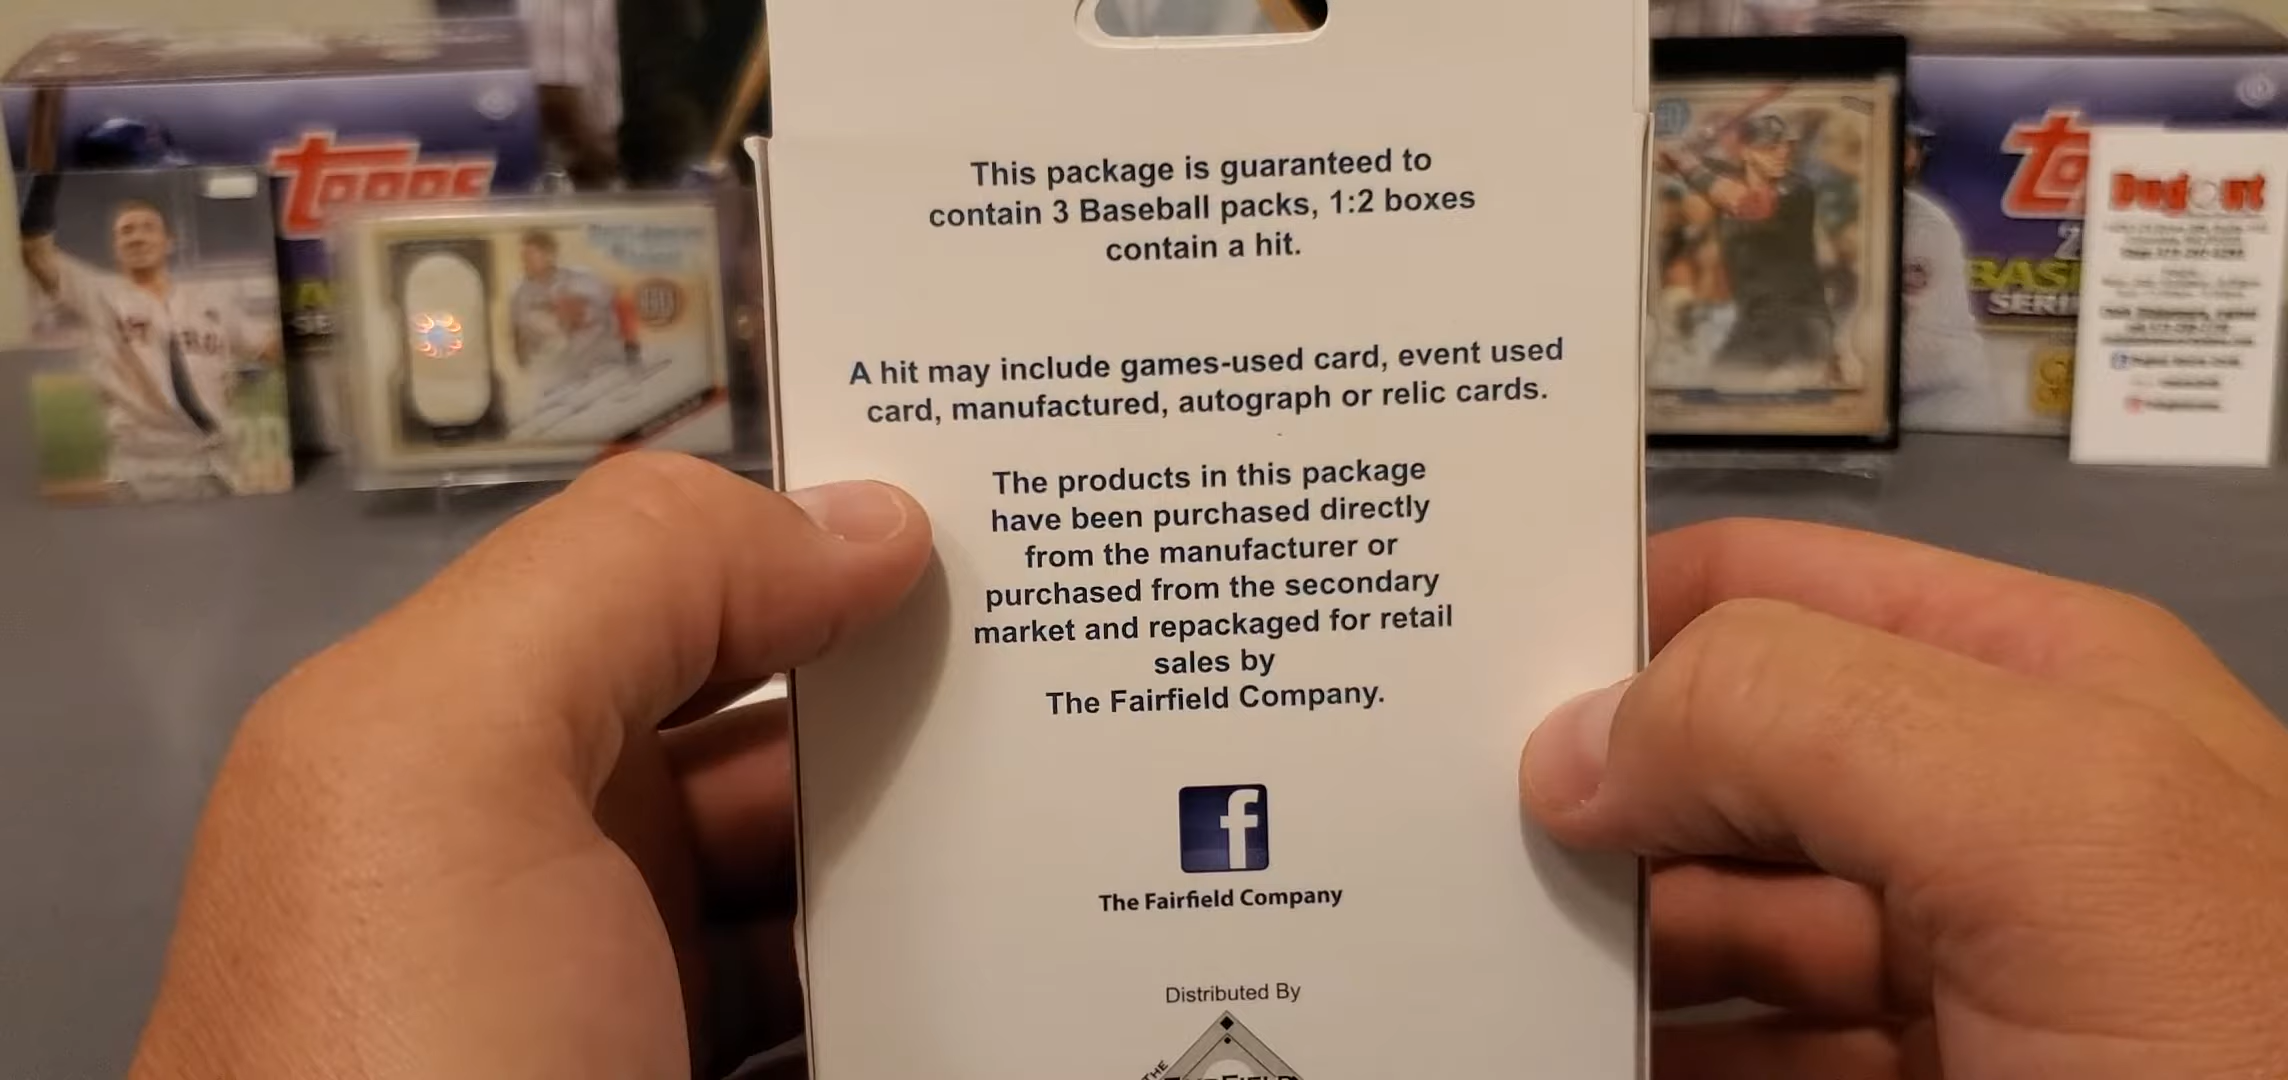 This package is guaranteed to
contain 3 Baseball packs, 1:2 boxes
contain a hit.
A hit may include games-used card, event used
card, manufactured, autograph or relic cards.
The products in this package
have been purchased directly
from the manufacturer or
purchased from the secondary
market and repackaged for retail
sales by
The Fairfield Company.
f
The Fairfield Company
Distributed By
THE
Topps
BAS
SERI